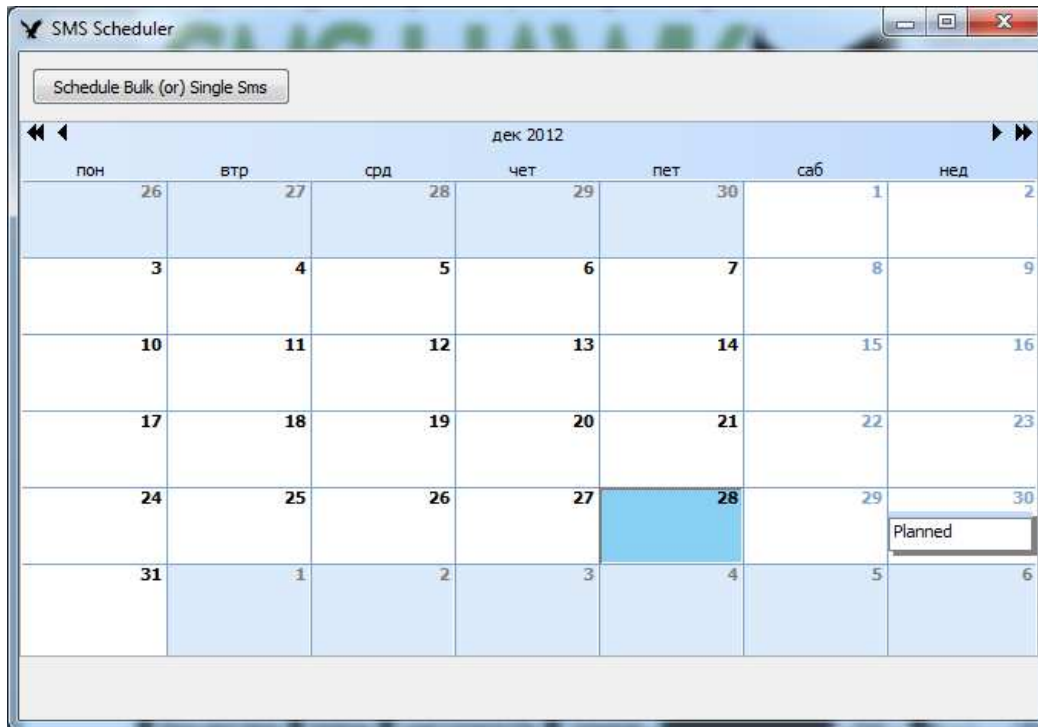 SMS Scheduler
Schedule Bulk (or) Single Sms
дек 2012
пон втр срд чет пет саб нед
26 27 28 29 30 1 2
3 4 5 6 7 8 9
10 11 12 13 14 15 16
17 18 19 20 21 22 23
24 25 26 27 28 29 30
Planned
31 1 2 3 4 5 6